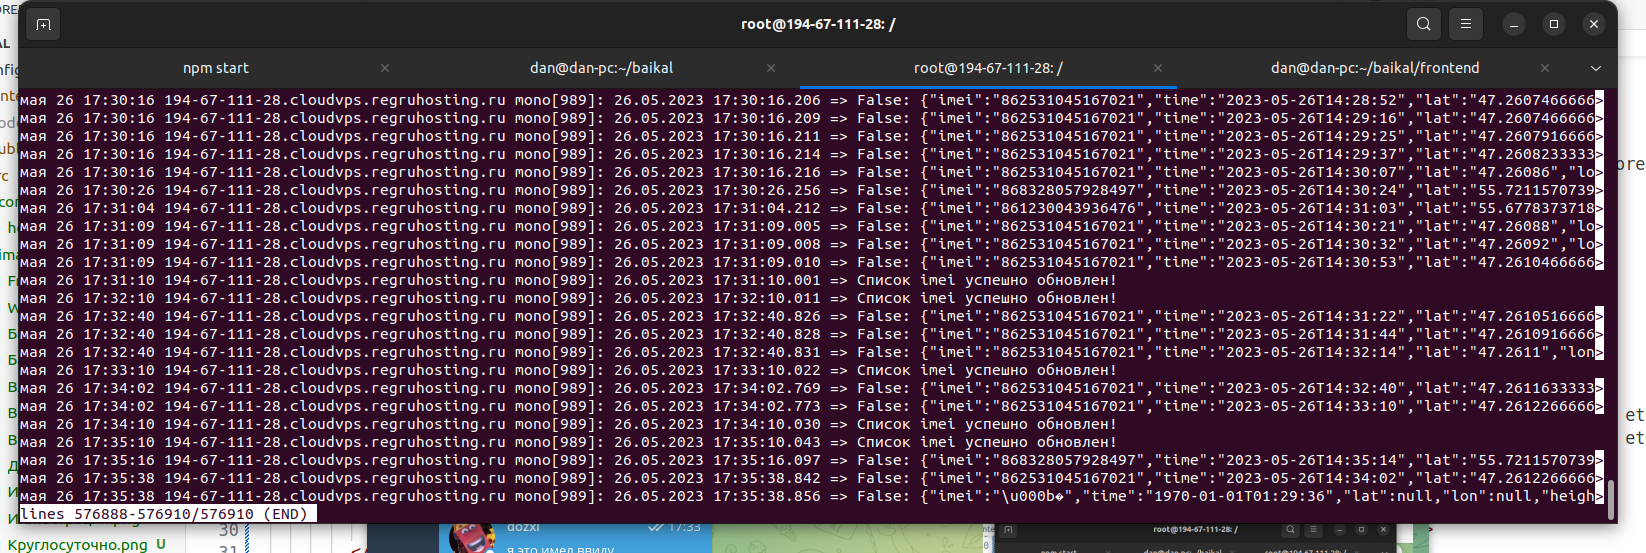 root@194-67-111-28: /
npm start
dan@dan-pc:~/baikal
root@194-67-111-28: /
dan@dan-pc:~/baikal/frontend
мая 26 17:30:16 194-67-111-28.cloudvps.regruhosting.ru mono[989]: 26.05.2023 17:30:16.206 => False: {"imei":"862531045167021","time":"2023-05-26T14:28:52","lat":"47.2607466666>
мая 26 17:30:16 194-67-111-28.cloudvps.regruhosting.ru mono[989]: 26.05.2023 17:30:16.209 => False: {"imei":"862531045167021","time":"2023-05-26T14:29:16","lat":"47.2607466666>
мая 26 17:30:16 194-67-111-28.cloudvps.regruhosting.ru mono[989]: 26.05.2023 17:30:16.211 => False: {"imei":"862531045167021","time":"2023-05-26T14:29:25","lat":"47.2607916666>
мая 26 17:30:16 194-67-111-28.cloudvps.regruhosting.ru mono[989]: 26.05.2023 17:30:16.214 => False: {"imei":"862531045167021","time":"2023-05-26T14:29:37","lat":"47.2608233333>
мая 26 17:30:16 194-67-111-28.cloudvps.regruhosting.ru mono[989]: 26.05.2023 17:30:16.216 => False: {"imei":"862531045167021","time":"2023-05-26T14:30:07","lat":"47.26086","lo>
мая 26 17:30:26 194-67-111-28.cloudvps.regruhosting.ru mono[989]: 26.05.2023 17:30:26.256 => False: {"imei":"868328057928497","time":"2023-05-26T14:30:24","lat":"55.7211570739>
мая 26 17:31:04 194-67-111-28.cloudvps.regruhosting.ru mono[989]: 26.05.2023 17:31:04.212 => False: {"imei":"861230043936476","time":"2023-05-26T14:31:03","lat":"55.6778373718>
мая 26 17:31:09 194-67-111-28.cloudvps.regruhosting.ru mono[989]: 26.05.2023 17:31:09.005 => False: {"imei":"862531045167021","time":"2023-05-26T14:30:21","lat":"47.26088","lo>
мая 26 17:31:09 194-67-111-28.cloudvps.regruhosting.ru mono[989]: 26.05.2023 17:31:09.008 => False: {"imei":"862531045167021","time":"2023-05-26T14:30:32","lat":"47.26092","lo>
мая 26 17:31:09 194-67-111-28.cloudvps.regruhosting.ru mono[989]: 26.05.2023 17:31:09.010 => False: {"imei":"862531045167021","time":"2023-05-26T14:30:53","lat":"47.2610466666>
мая 26 17:31:10 194-67-111-28.cloudvps.regruhosting.ru mono[989]: 26.05.2023 17:31:10.001 => Список imei успешно обновлен!
мая 26 17:32:10 194-67-111-28.cloudvps.regruhosting.ru mono[989]: 26.05.2023 17:32:10.011 => Список imei успешно обновлен!
мая 26 17:32:40 194-67-111-28.cloudvps.regruhosting.ru mono[989]: 26.05.2023 17:32:40.826 => False: {"imei":"862531045167021","time":"2023-05-26T14:31:22","lat":"47.2610516666>
мая 26 17:32:40 194-67-111-28.cloudvps.regruhosting.ru mono[989]: 26.05.2023 17:32:40.828 => False: {"imei":"862531045167021","time":"2023-05-26T14:31:44","lat":"47.2610916666>
мая 26 17:32:40 194-67-111-28.cloudvps.regruhosting.ru mono[989]: 26.05.2023 17:32:40.831 => False: {"imei":"862531045167021","time":"2023-05-26T14:32:14","lat":"47.2611","lon>
мая 26 17:33:10 194-67-111-28.cloudvps.regruhosting.ru mono[989]: 26.05.2023 17:33:10.022 => Список imei успешно обновлен!
мая 26 17:34:02 194-67-111-28.cloudvps.regruhosting.ru mono[989]: 26.05.2023 17:34:02.769 => False: {"imei":"862531045167021","time":"2023-05-26T14:32:40","lat":"47.2611633333>
мая 26 17:34:02 194-67-111-28.cloudvps.regruhosting.ru mono[989]: 26.05.2023 17:34:02.773 => False: {"imei":"862531045167021","time":"2023-05-26T14:33:10","lat":"47.2612266666>
мая 26 17:34:10 194-67-111-28.cloudvps.regruhosting.ru mono[989]: 26.05.2023 17:34:10.030 => Список imei успешно обновлен!
мая 26 17:35:10 194-67-111-28.cloudvps.regruhosting.ru mono[989]: 26.05.2023 17:35:10.043 => Список imei успешно обновлен!
мая 26 17:35:16 194-67-111-28.cloudvps.regruhosting.ru mono[989]: 26.05.2023 17:35:16.097 => False: {"imei":"868328057928497","time":"2023-05-26T14:35:14","lat":"55.7211570739>
мая 26 17:35:38 194-67-111-28.cloudvps.regruhosting.ru mono[989]: 26.05.2023 17:35:38.842 => False: {"imei":"862531045167021","time":"2023-05-26T14:34:02","lat":"47.2612266666>
мая 26 17:35:38 194-67-111-28.cloudvps.regruhosting.ru mono[989]: 26.05.2023 17:35:38.856 => False: {"imei":"\u000b�","time":"1970-01-01T01:29:36","lat":null,"lon":null,"heigh>
lines 576888-576910/576910 (END)
30
dozxl 17:33
Круглосуточно.png U
31
root@194-67-111-28: /